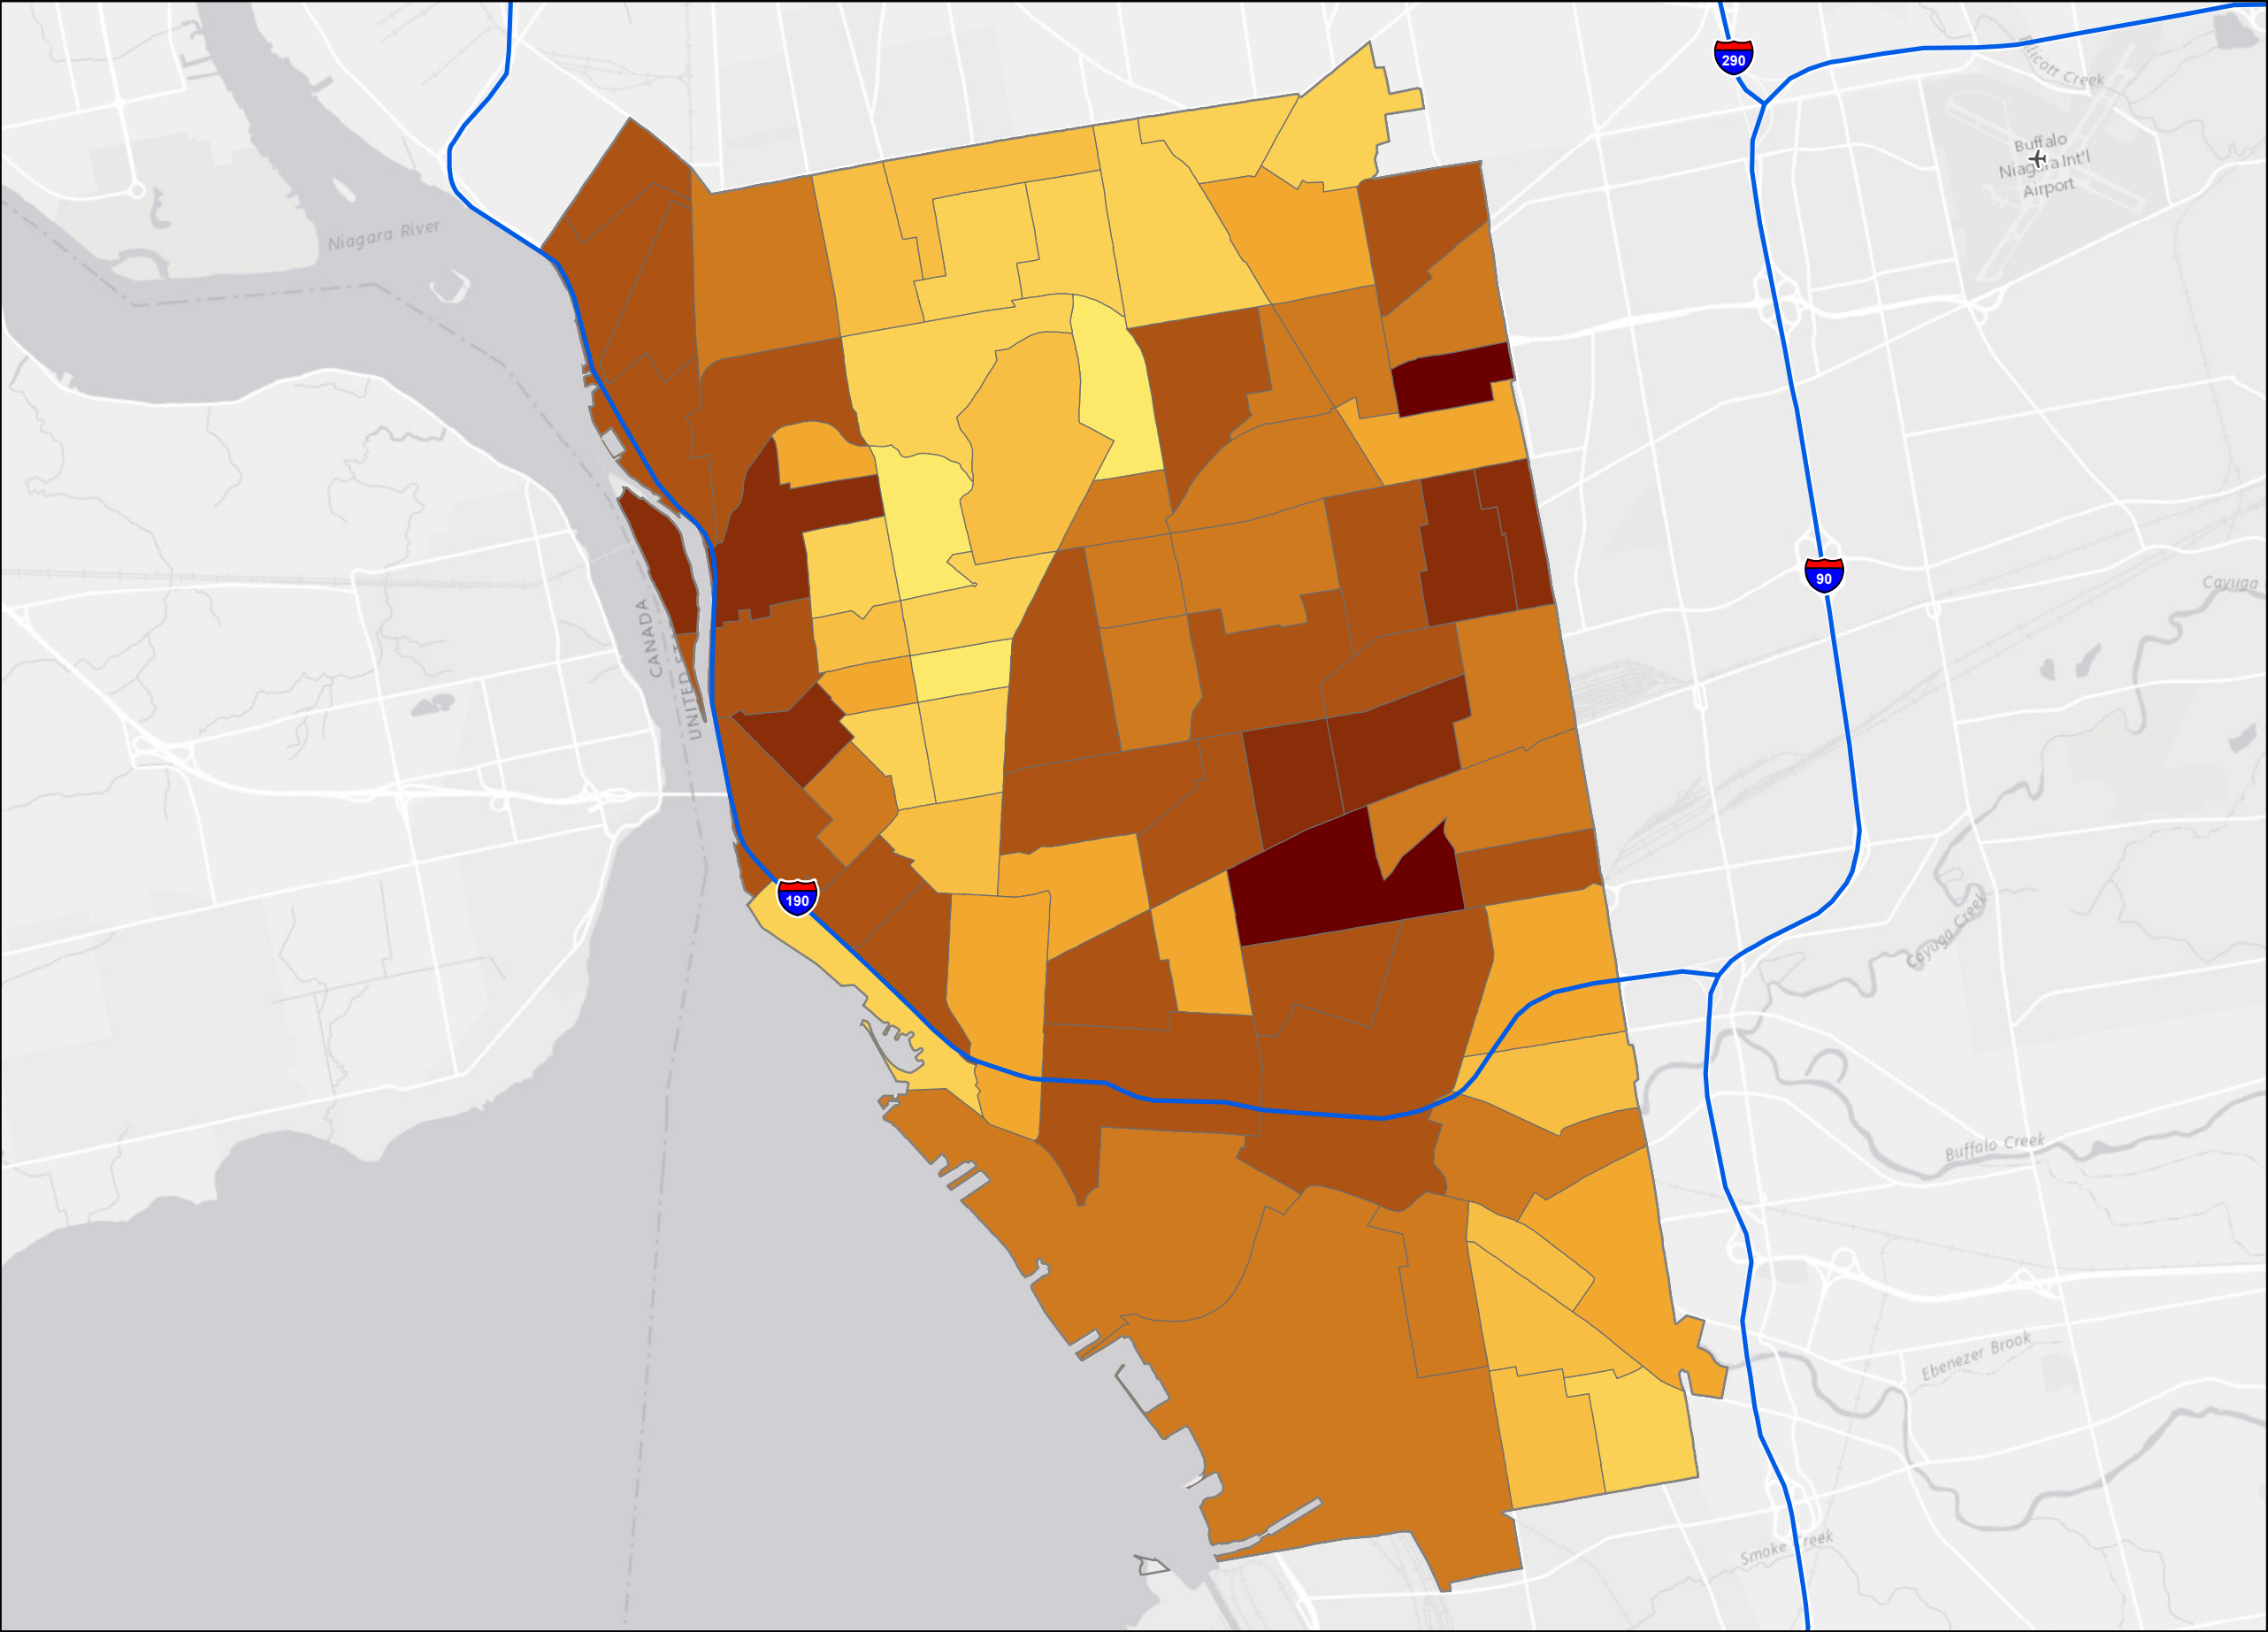 290
Ellicott Creek
Buffalo
Niagara Int'l
Airport
Niagara River
90
Cayuga
CANADA
UNITED ST
190
Cayuga Creek
Buffalo Creek
Ebenezer Brook
Smoke Creek